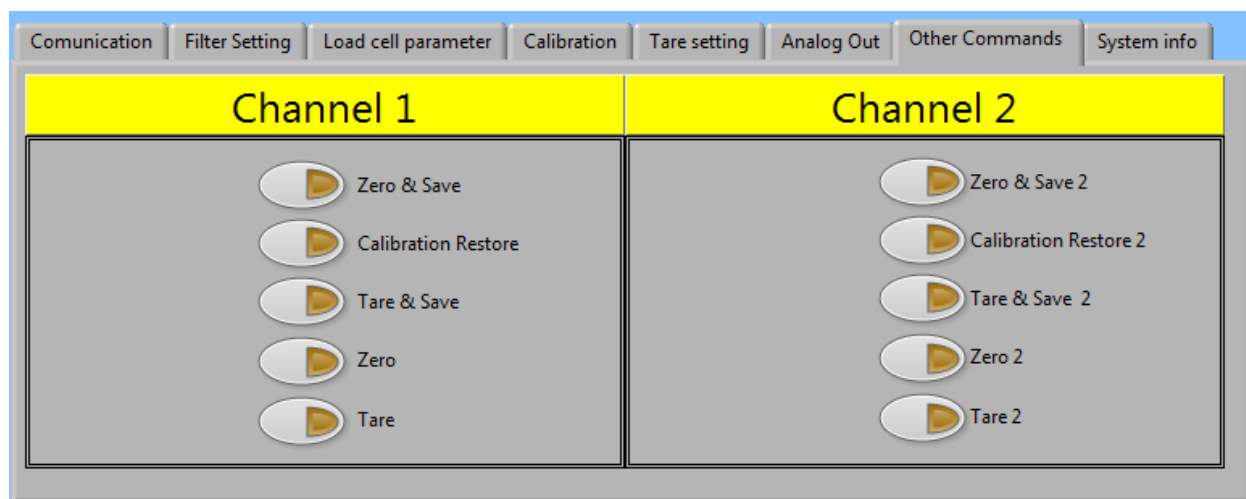 Comunication Filter Setting Load cell parameter Calibration Tare setting Analog Out Other Commands System info
Channel 1
Zero & Save
Calibration Restore
Tare & Save
Zero
Tare
Channel 2
Zero & Save 2
Calibration Restore 2
Tare & Save 2
Zero 2
Tare 2